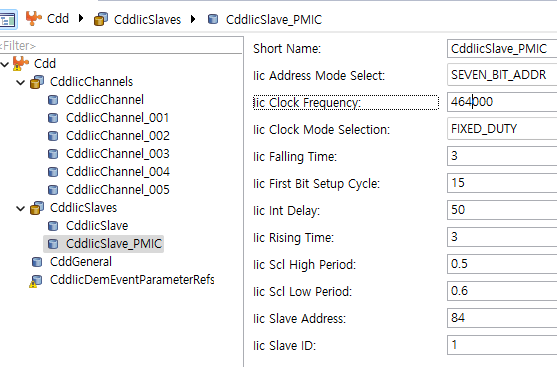 Cdd CddIicSlaves CddIicSlave_PMIC
<Filter>
Cdd
CddIicChannels
CddIicChannel
CddIicChannel_001
CddIicChannel_002
CddIicChannel_003
CddIicChannel_004
CddIicChannel_005
CddIicSlaves
CddIicSlave
CddIicSlave_PMIC
CddGeneral
CddIicDemEventParameterRefs
Short Name: CddIicSlave_PMIC
Iic Address Mode Select: SEVEN_BIT_ADDR
Iic Clock Frequency: 464000
Iic Clock Mode Selection: FIXED_DUTY
Iic Falling Time: 3
Iic First Bit Setup Cycle: 15
Iic Int Delay: 50
Iic Rising Time: 3
Iic Scl High Period: 0.5
Iic Scl Low Period: 0.6
Iic Slave Address: 84
Iic Slave ID: 1